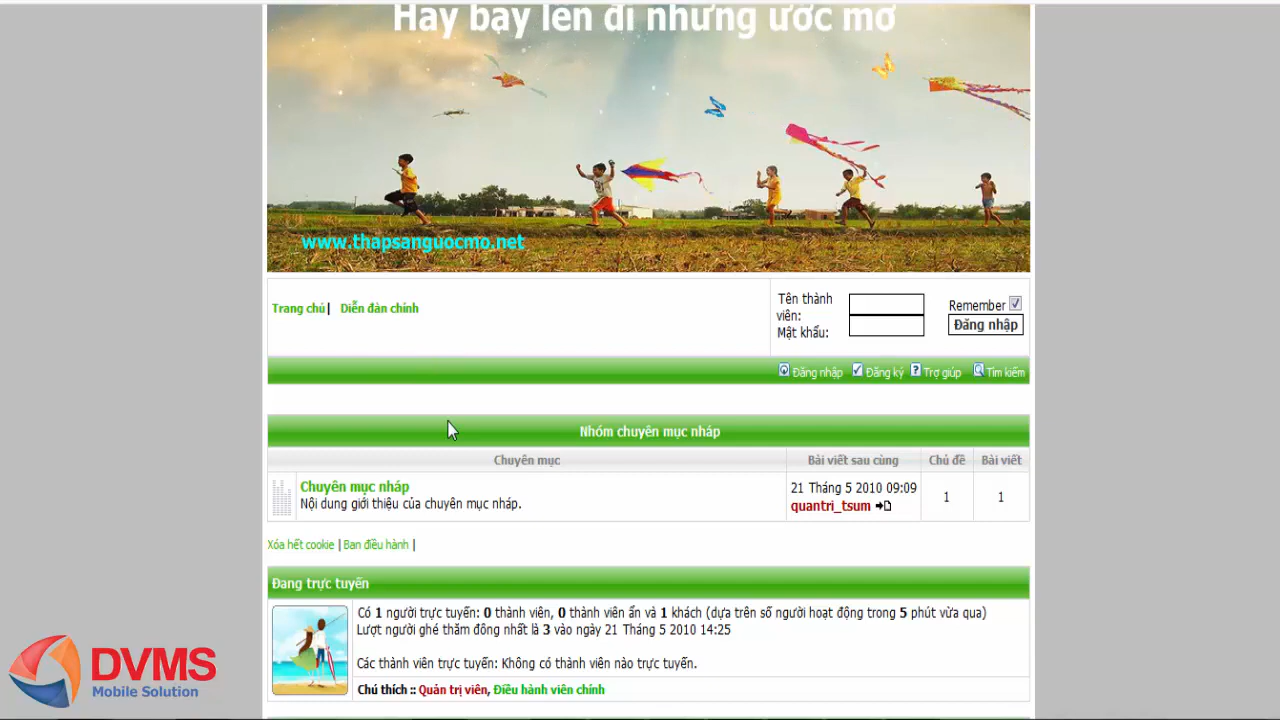 Hãy bay lên đi những ước mơ
www.thapsanguocmo.net
Trang chủ| Diễn đàn chính
Tên thành viên:
Mật khẩu:
Remember
Đăng nhập
Đăng nhập Đăng ký Trợ giúp Tìm kiếm
Nhóm chuyên mục nháp
Chuyên mục Bài viết sau cùng Chủ đề Bài viết
Chuyên mục nháp
Nội dung giới thiệu của chuyên mục nháp.
21 Tháng 5 2010 09:09
quantri_tsum
1 1
Xóa hết cookie | Ban điều hành |
Đang trực tuyến
Có 1 người trực tuyến: 0 thành viên, 0 thành viên ẩn và 1 khách (dựa trên số người hoạt động trong 5 phút vừa qua)
Lượt người ghé thăm đông nhất là 3 vào ngày 21 Tháng 5 2010 14:25
Các thành viên trực tuyến: Không có thành viên nào trực tuyến.
Chú thích :: Quản trị viên, Điều hành viên chính
DVMS
Mobile Solution